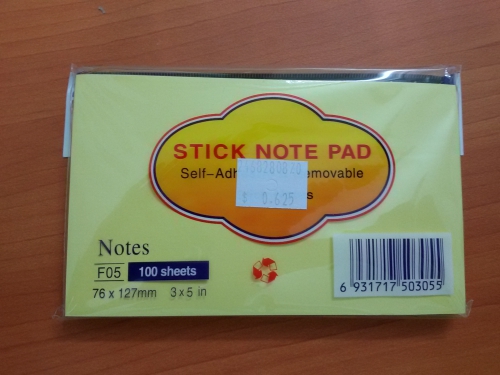 STICK NOTE PAD
Self-Adh emovable
$ 0.625
s
Notes
F05 100 sheets
76 x 127mm 3 x 5 in
6 931717 503055